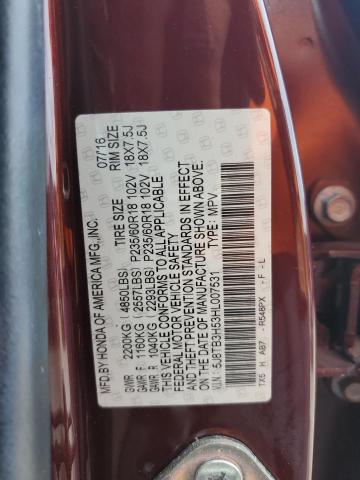 MFD.BY HONDA OF AMERICA MFG.,INC. 07/16
TIRE SIZE RIM SIZE
GVWR 2200KG (4850LBS) P235/60R18 102V 18X7.5J
GAWR F 1160KG (2557LBS) P235/60R18 102V 18X7.5J
GAWR R 1040KG (2293LBS)
THIS VEHICLE CONFORMS TO ALL APPLICABLE
FEDERAL MOTOR VEHICLE SAFETY
AND THEFT PREVENTION STANDARDS IN EFFECT
ON THE DATE OF MANUFACTURE SHOWN ABOVE.
V.I.N.: 5J8TB3H53HL007531 TYPE: MPV
TX5 H AB7 -R548PX F - L